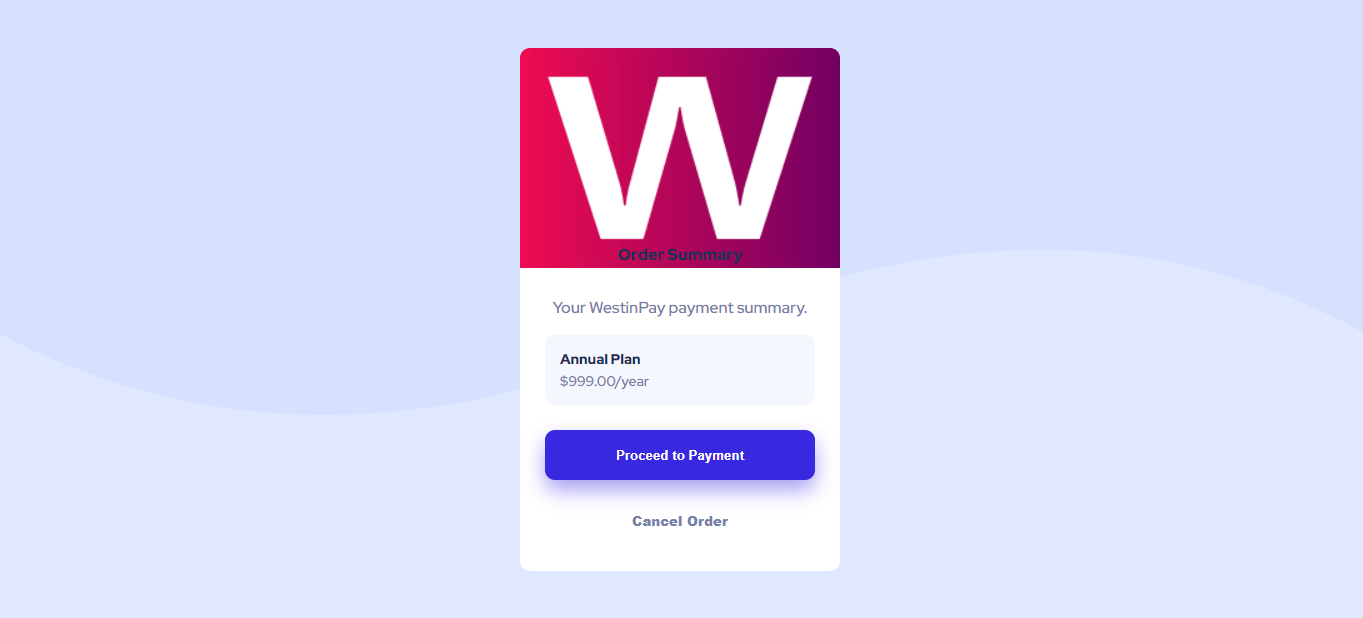 W
Order Summary
Your WestinPay payment summary.
Annual Plan
$999.00/year
Proceed to Payment
Cancel Order